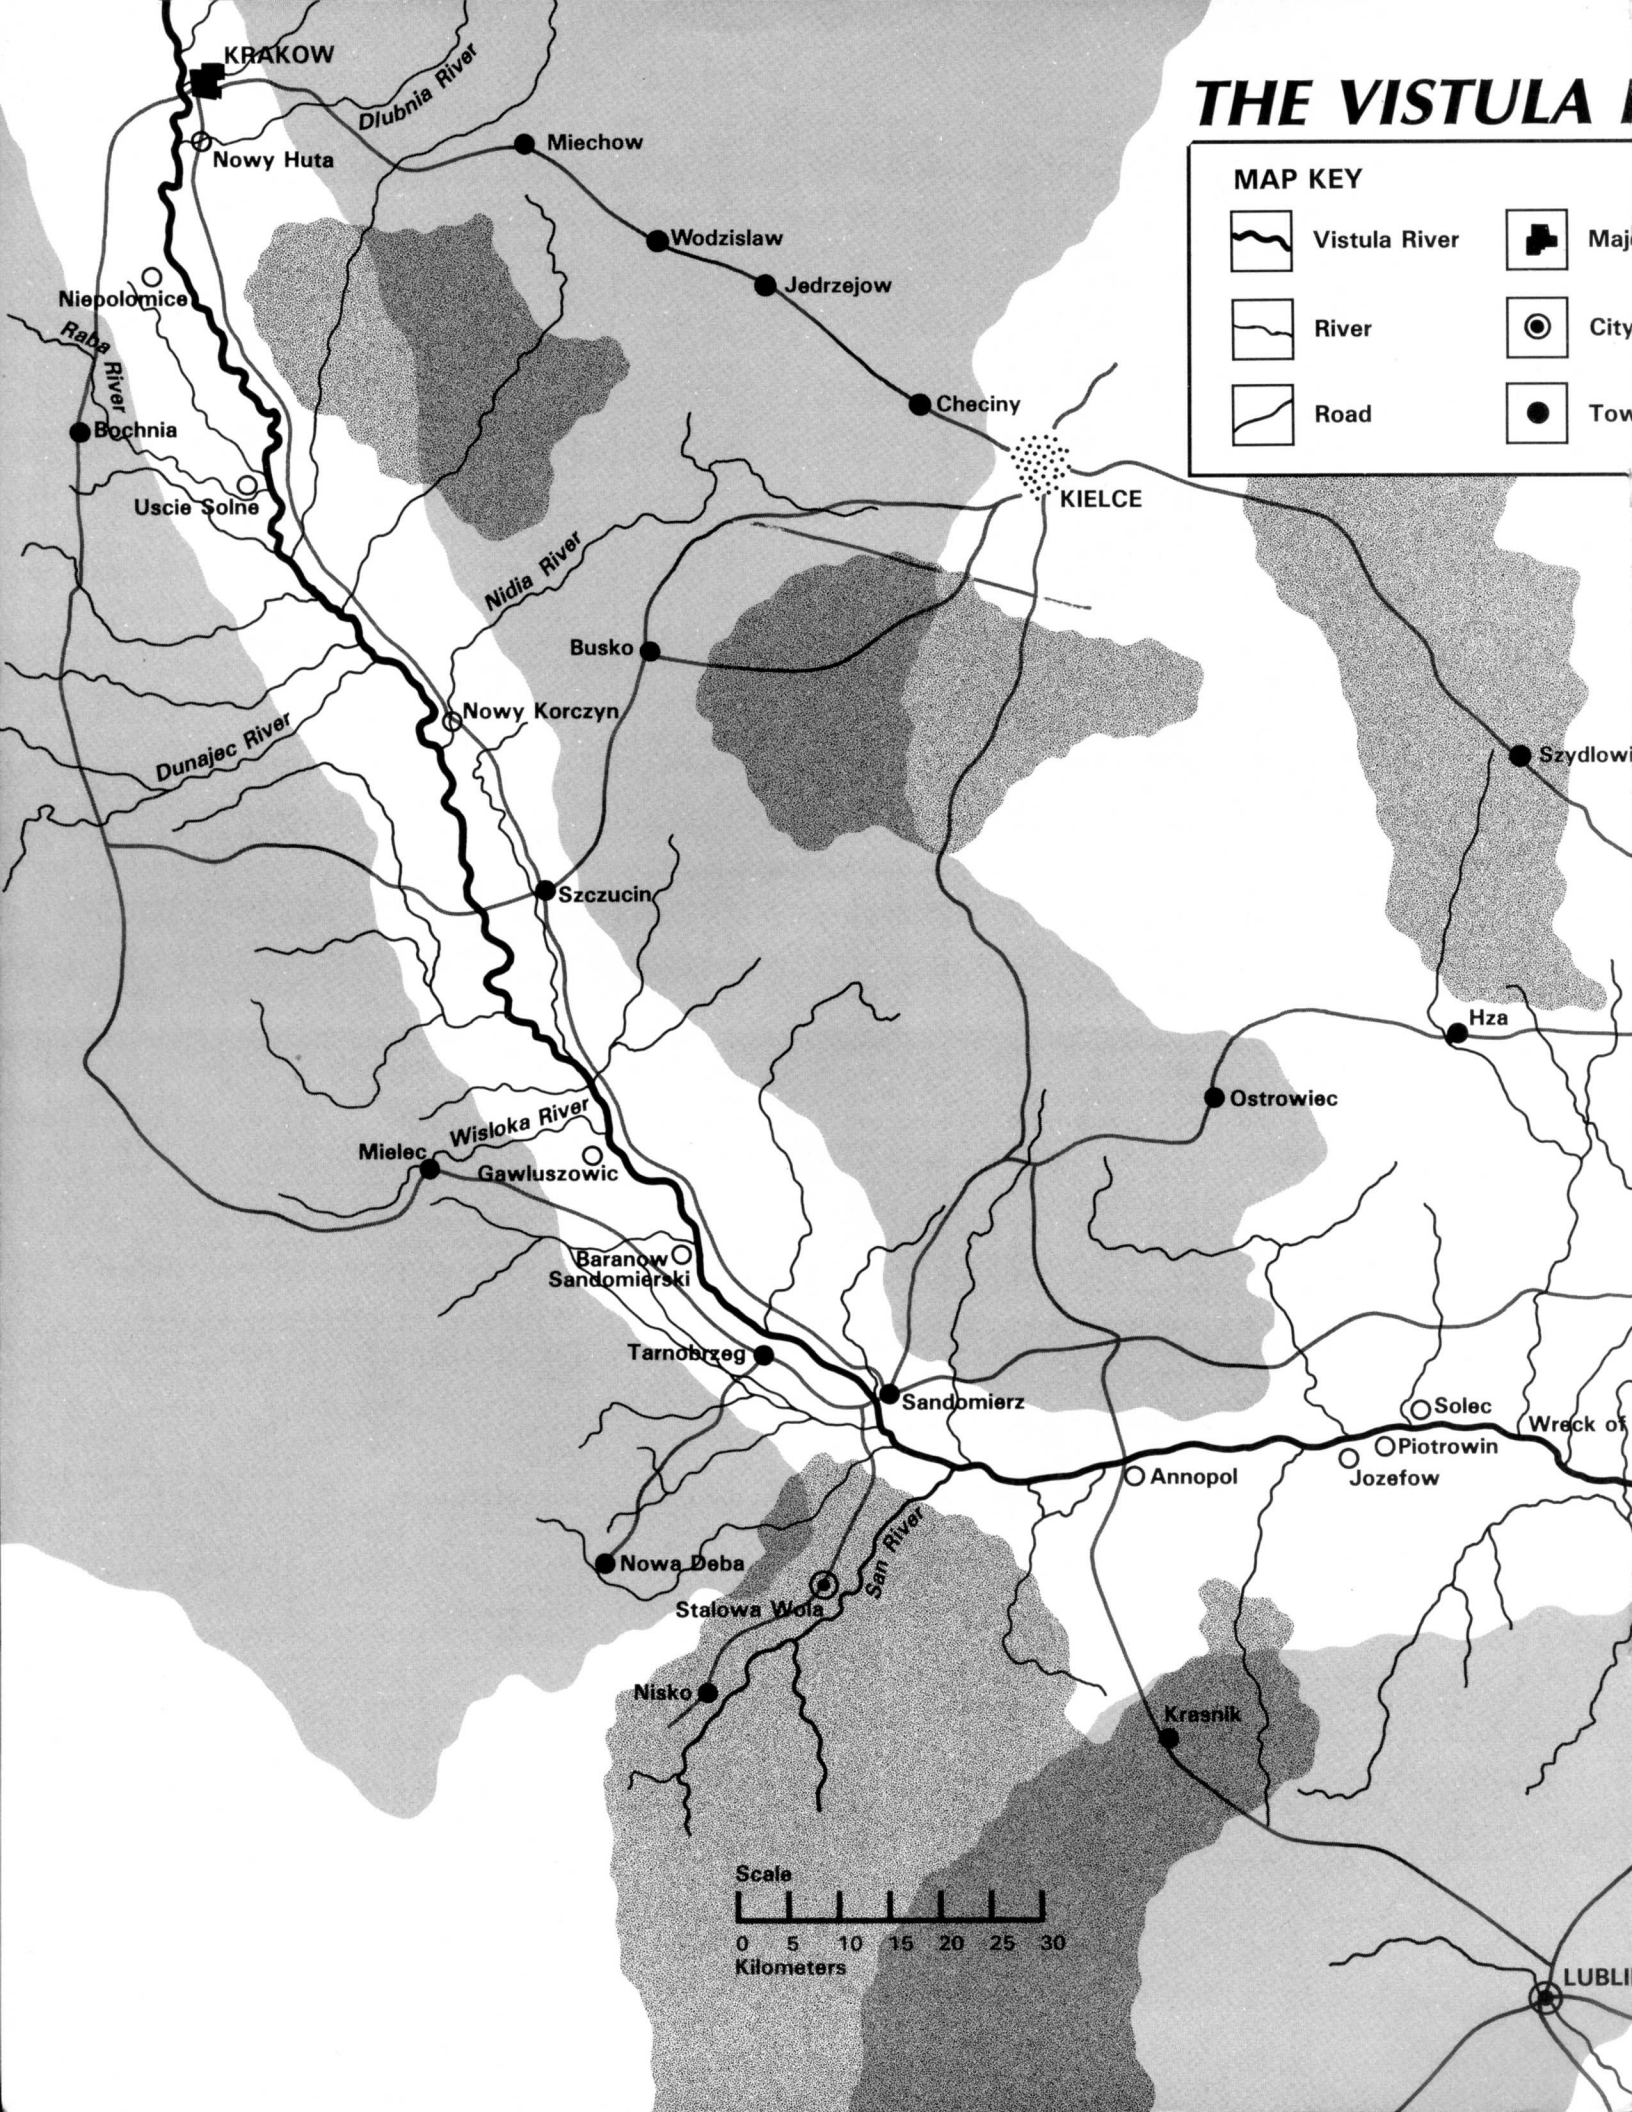 KRAKOW
Dlubnia River
Miechow
Nowy Huta
Wodzislaw
Jedrzejow
Niepolomice
Raba River
Bochnia
Checiny
Uscie Solne
KIELCE
Nidia River
Busko
Nowy Korczyn
Dunajec River
Szydlowi
Szczucin
Hza
Ostrowiec
Wisloka River
Mielec
Gawluszowic
Baranow
Sandomierski
Tarnobrzeg
Sandomierz
Solec
Wreck of
Piotrowin
Jozefow
Annopol
San River
Nowa Deba
Stalowa Wola
Nisko
Krasnik
LUBLI
THE VISTULA
MAP KEY
Vistula River
Maj
River
City
Road
Tow
Scale
0 5 10 15 20 25 30
Kilometers